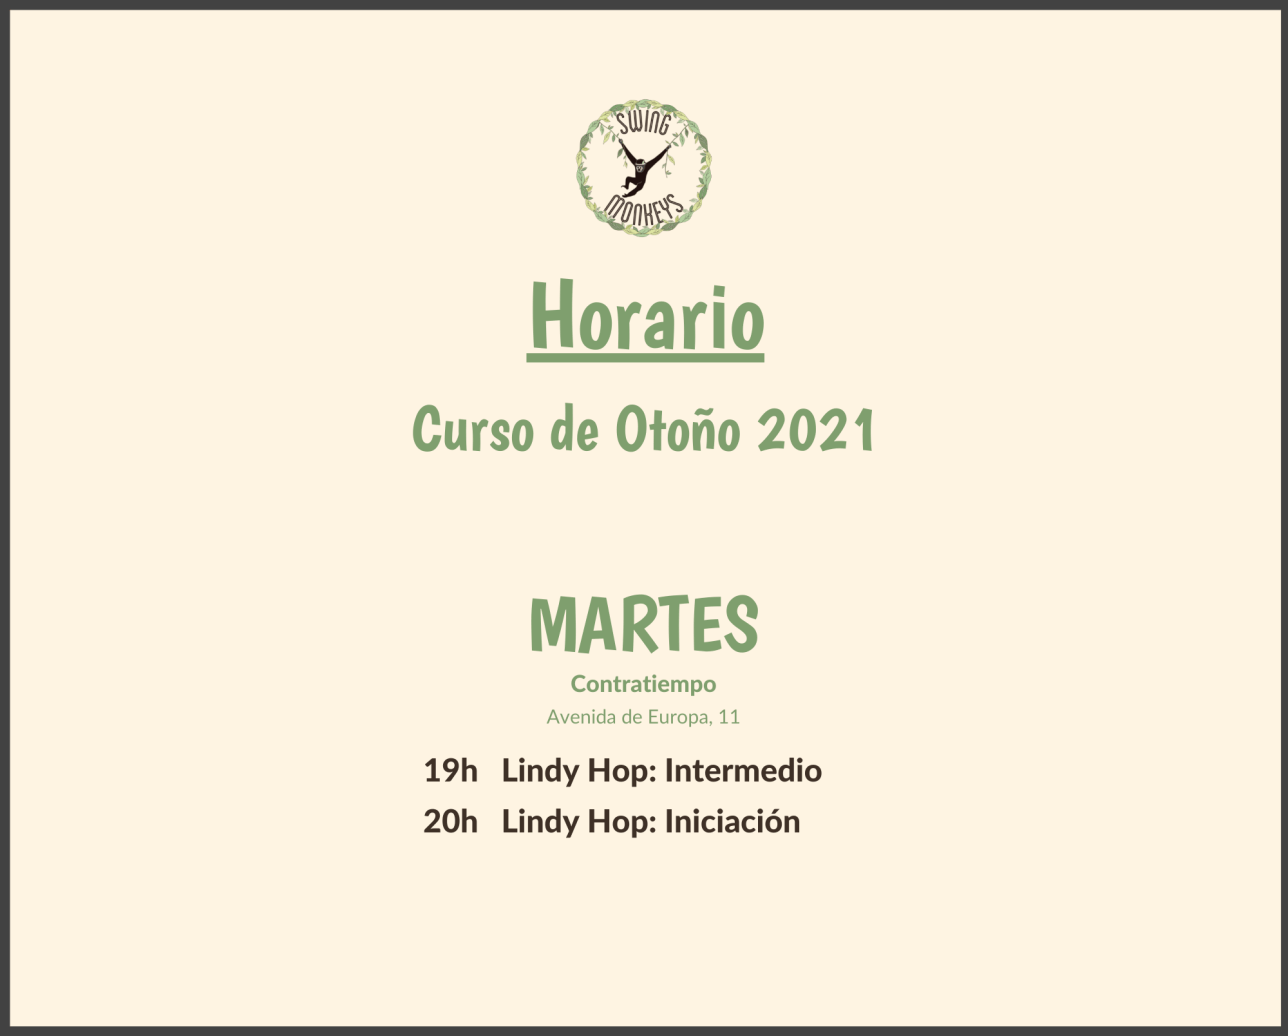 SWING
MONKEYS
Horario
Curso de Otoño 2021
MARTES
Contratiempo
Avenida de Europa, 11
19h Lindy Hop: Intermedio
20h Lindy Hop: Iniciación